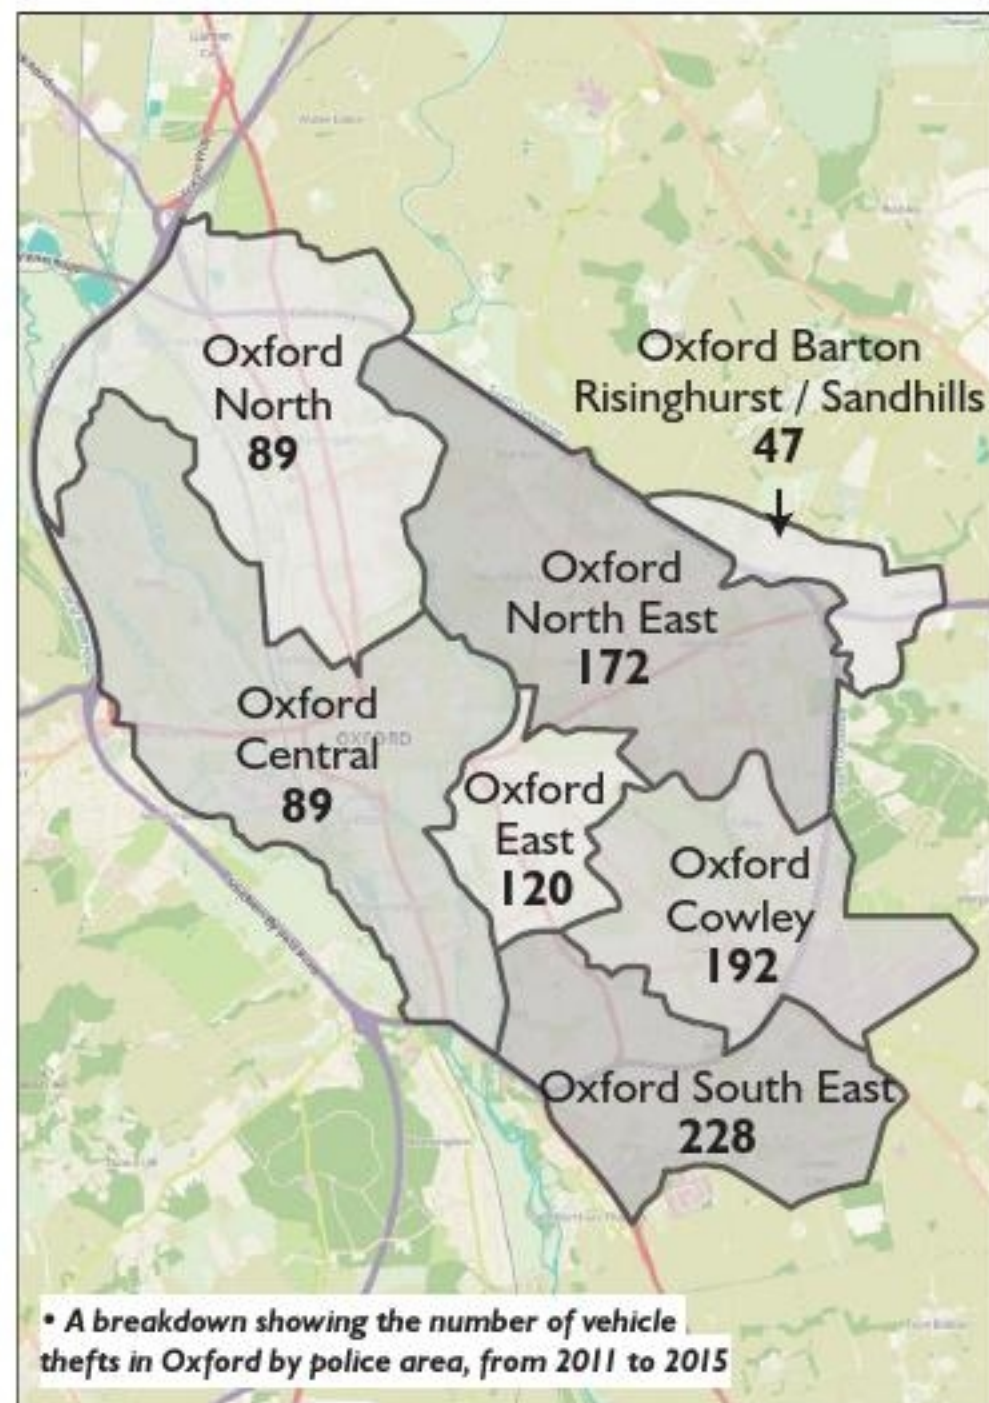 Oxford
North
89
Oxford Barton
Risinghurst / Sandhills
47
Oxford
North East
172
Oxford
Central
89
OXFORD
Oxford
East
120
Oxford
Cowley
192
Oxford South East
228
• A breakdown showing the number of vehicle
thefts in Oxford by police area, from 2011 to 2015